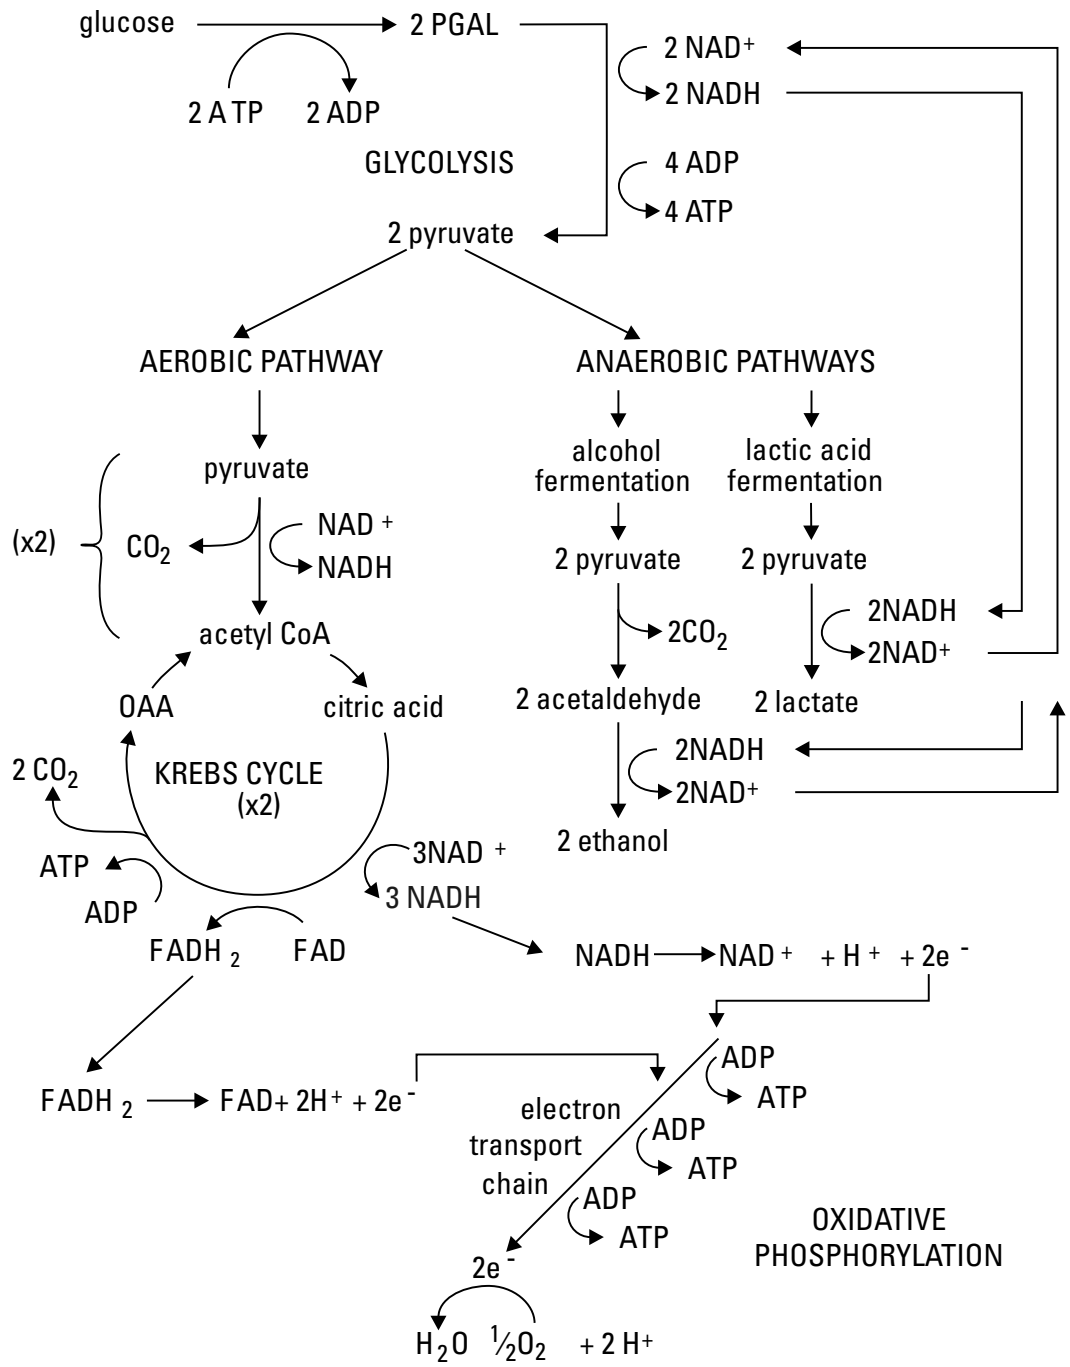 glucose
2 PGAL
2 NAD+
2 NADH
2 A TP
2 ADP
GLYCOLYSIS
4 ADP
4 ATP
2 pyruvate
AEROBIC PATHWAY
ANAEROBIC PATHWAYS
pyruvate
(x2)
CO2
NAD +
NADH
acetyl CoA
alcohol
fermentation
2 pyruvate
2CO2
2 acetaldehyde
2NADH
2NAD+
2 ethanol
lactic acid
fermentation
2 pyruvate
2NADH
2NAD+
2 lactate
OAA
citric acid
KREBS CYCLE
(x2)
2 CO2
ATP
ADP
3NAD +
3 NADH
FADH 2
FAD
NADH
NAD + + H + + 2e -
FADH 2
FAD+ 2H+ + 2e-
electron
transport
chain
ADP
ATP
ADP
ATP
ADP
ATP
OXIDATIVE
PHOSPHORYLATION
2e -
H2O ½O2 + 2 H+